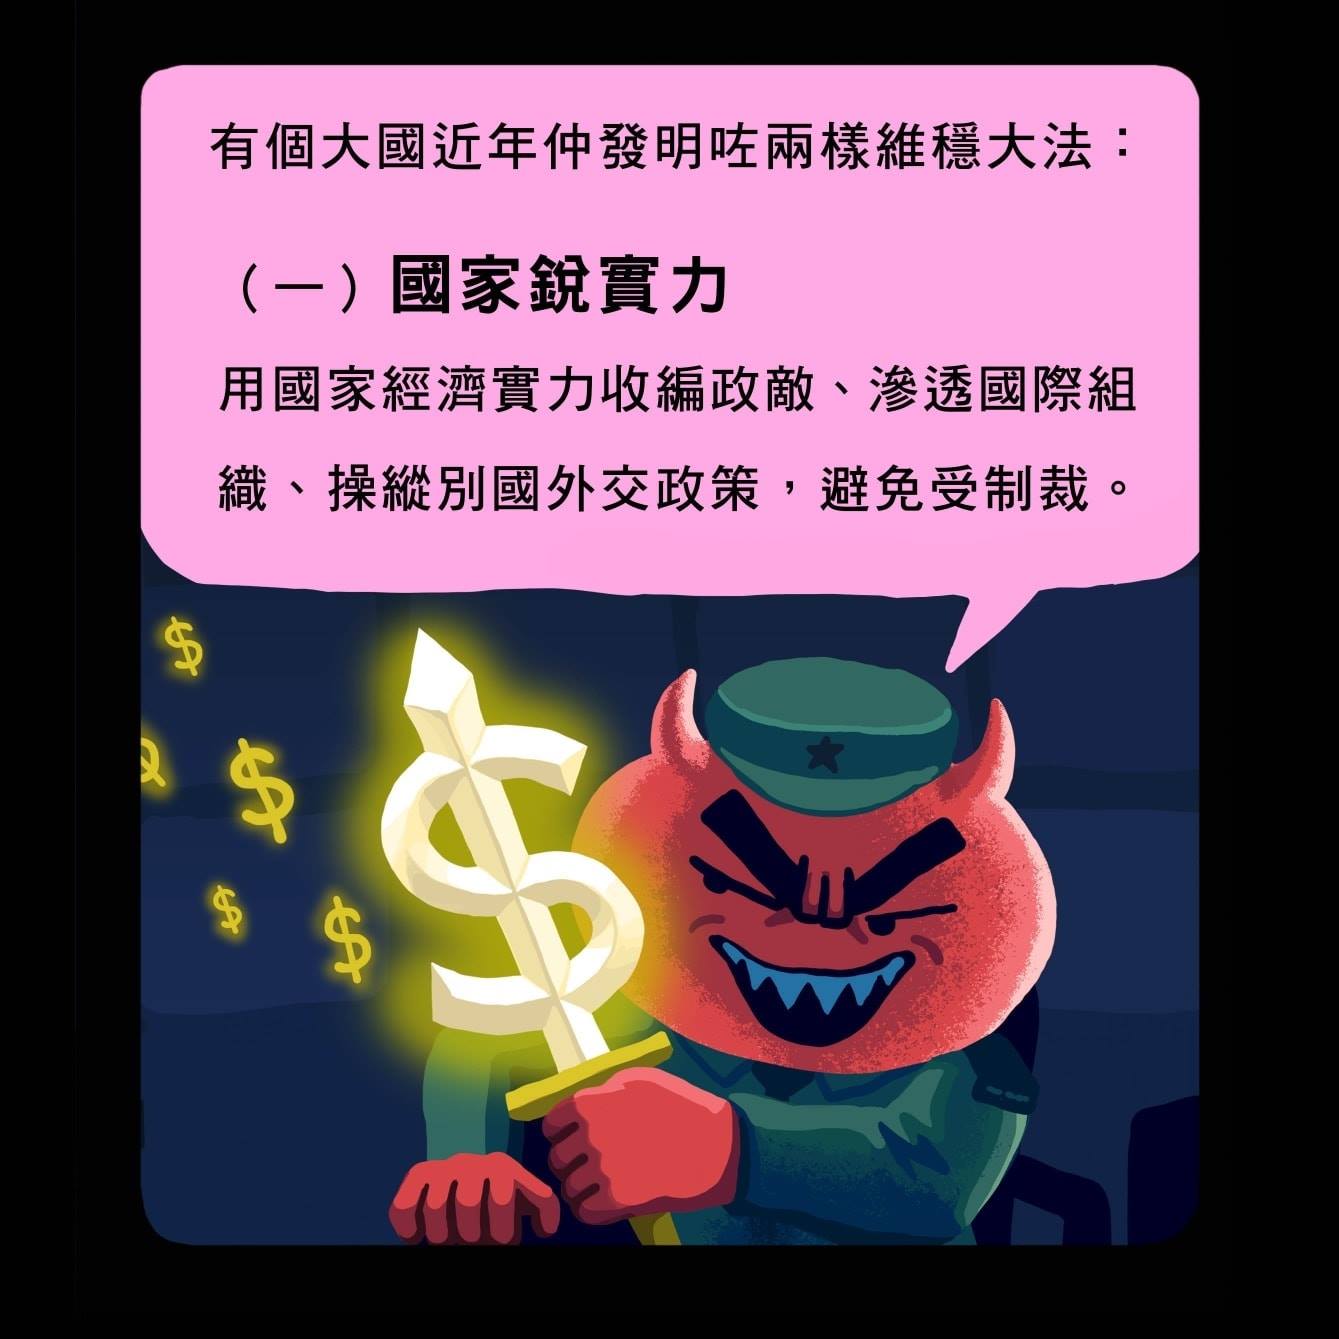 有個大國近年仲發明咗兩樣維穩大法：
（一）國家銳實力
用國家經濟實力收編政敵、滲透國際組
織、操縱別國外交政策，避免受制裁。
$
$
$
$
$